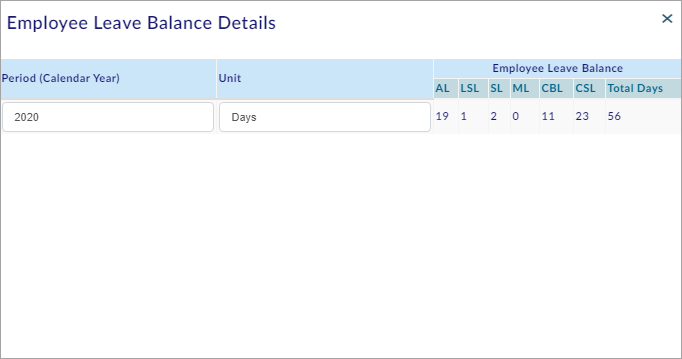 Employee Leave Balance Details
Period (Calendar Year) Unit Employee Leave Balance
AL LSL SL ML CBL CSL Total Days
2020 Days 19 1 2 0 11 23 56